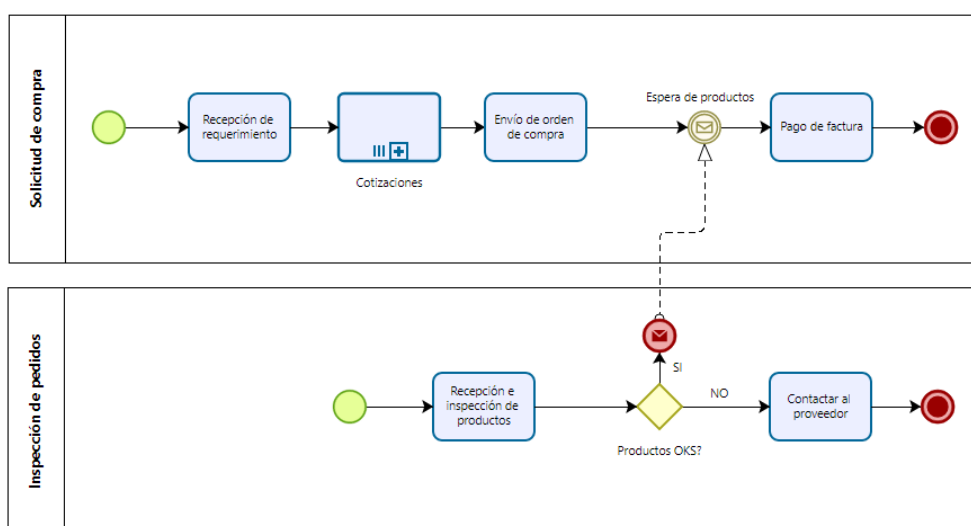 Solicitud de compra
Recepción de
requerimiento
Cotizaciones
Envío de orden
de compra
Espera de productos
Pago de factura
Inspección de pedidos
Recepción e
inspección de
productos
SI
NO
Productos OKS?
Contactar al
proveedor